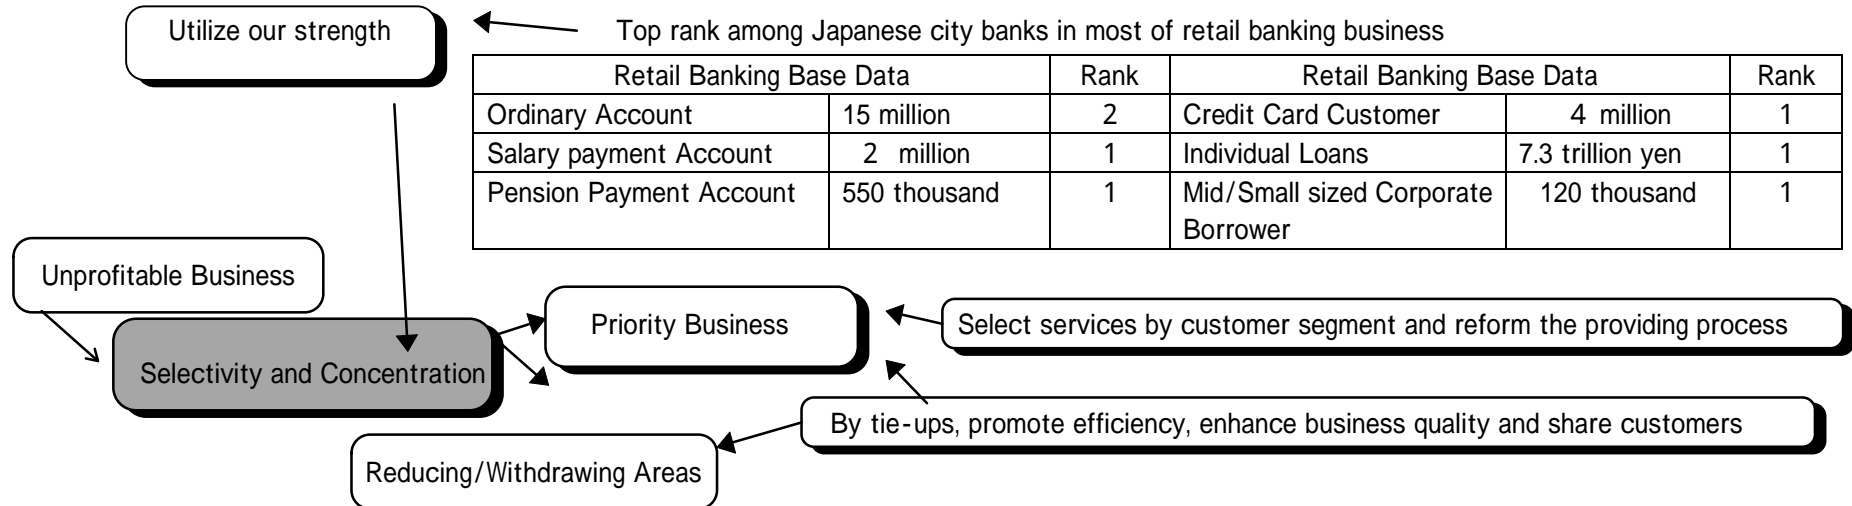 Utilize our strength
Top rank among Japanese city banks in most of retail banking business
Retail Banking Base Data Rank Retail Banking Base Data Rank
Ordinary Account 15 million 2 Credit Card Customer 4 million 1
Salary payment Account 2 million 1 Individual Loans 7.3 trillion yen 1
Pension Payment Account 550 thousand 1 Mid/Small sized Corporate 120 thousand 1
Borrower
Unprofitable Business
Priority Business
Select services by customer segment and reform the providing process
Selectivity and Concentration
By tie-ups, promote efficiency, enhance business quality and share customers
Reducing/Withdrawing Areas